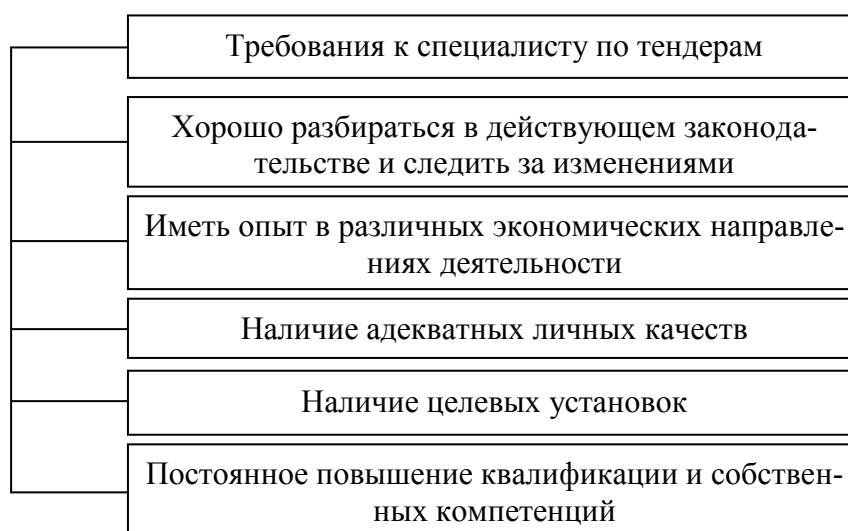 Требования к специалисту по тендерам
Хорошо разбираться в действующем законода-
тельстве и следить за изменениями
Иметь опыт в различных экономических направле-
ниях деятельности
Наличие адекватных личных качеств
Наличие целевых установок
Постоянное повышение квалификации и собствен-
ных компетенций